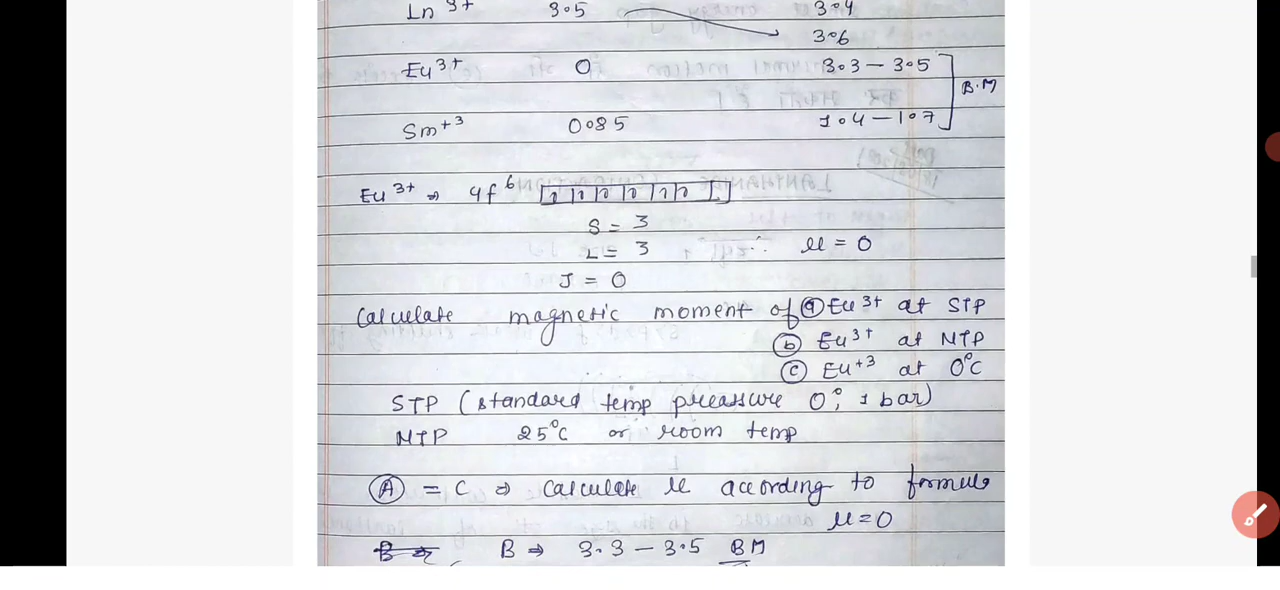 Ln 3+ 3.5 3.4
3.6
Eu 3+ 0 3.3 – 3.5
B.M
Sm+3 0.85 1.4 – 1.7
Eu 3+ ⇒ 4f 6
S = 3
L = 3 ∴ μ = 0
J = 0
Calculate magnetic moment of (a) Eu 3+ at STP
(b) Eu 3+ at NTP
(c) Eu+3 at 0°C
STP (standard temp preassure 0°, 1 bar)
NTP 25°C or room temp
(A) = C ⇒ Calculate μ according to formula
μ = 0
B ⇒ 3.3 – 3.5 BM